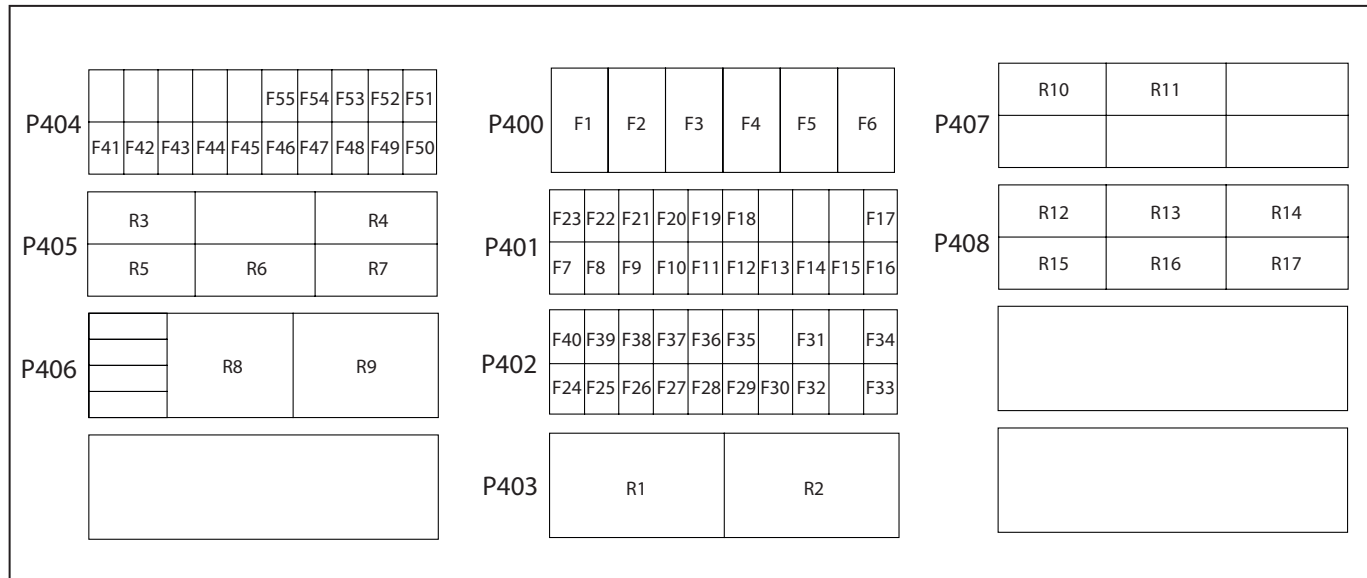 P404
F55 F54 F53 F52 F51
F41 F42 F43 F44 F45 F46 F47 F48 F49 F50
P405
R3 R4
R5 R6 R7
P406
R8 R9
P400
F1 F2 F3 F4 F5 F6
P401
F23 F22 F21 F20 F19 F18 F17
F7 F8 F9 F10 F11 F12 F13 F14 F15 F16
P402
F40 F39 F38 F37 F36 F35 F31 F34
F24 F25 F26 F27 F28 F29 F30 F32 F33
P403
R1 R2
P407
R10 R11
P408
R12 R13 R14
R15 R16 R17